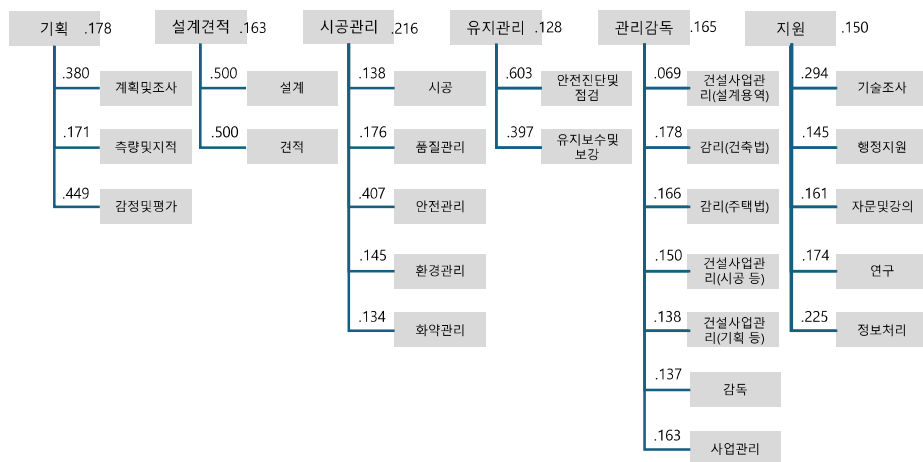 기획 .178
.380
계획및조사
.171
측량및지적
.449
감정및평가
설계견적 .163
.500
설계
.500
견적
시공관리 .216
.138
시공
.176
품질관리
.407
안전관리
.145
환경관리
.134
화약관리
유지관리 .128
.603
안전진단및
점검
.397
유지보수및
보강
관리감독 .165
.069
건설사업관
리(설계용역)
.178
감리(건축법)
.166
감리(주택법)
.150
건설사업관
리(시공 등)
.138
건설사업관
리(기획 등)
.137
감독
.163
사업관리
지원 .150
.294
기술조사
.145
행정지원
.161
자문및강의
.174
연구
.225
정보처리